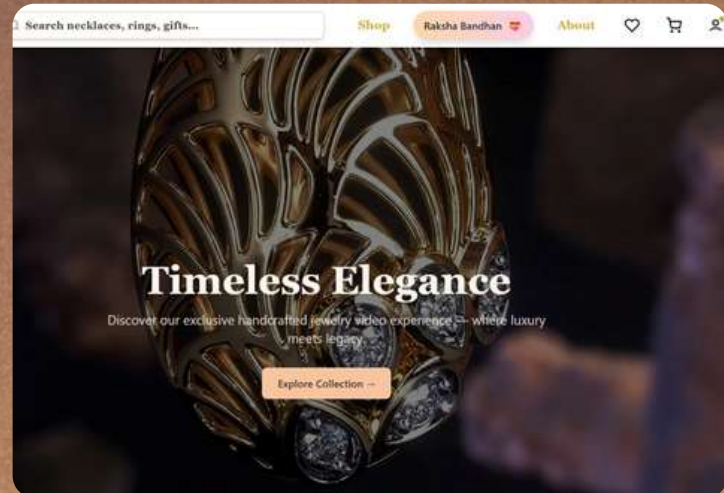 Search necklaces, rings, gifts...
Shop
Raksha Bandhan
About
Timeless Elegance
Discover our exclusive handcrafted jewelry video experience — where luxury
meets legacy.
Explore Collection →